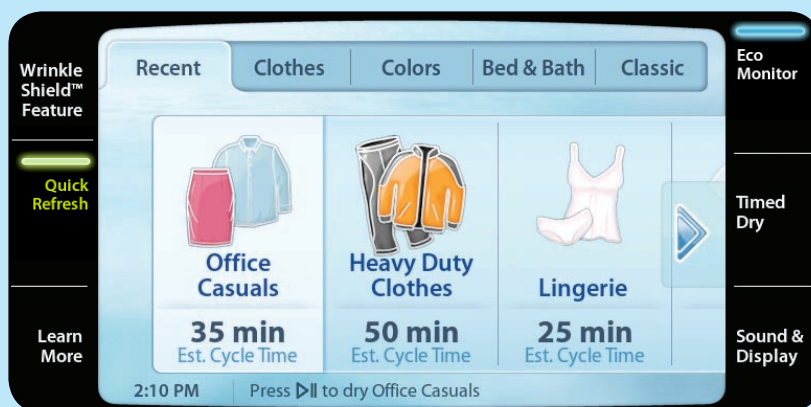 Wrinkle
Shield™
Feature
Quick
Refresh
Learn
More
Recent
Clothes
Colors
Bed & Bath
Classic
Office
Casuals
35 min
Est. Cycle Time
Heavy Duty
Clothes
50 min
Est. Cycle Time
Lingerie
25 min
Est. Cycle Time
2:10 PM
Press ▷|| to dry Office Casuals
Eco
Monitor
Timed
Dry
Sound &
Display